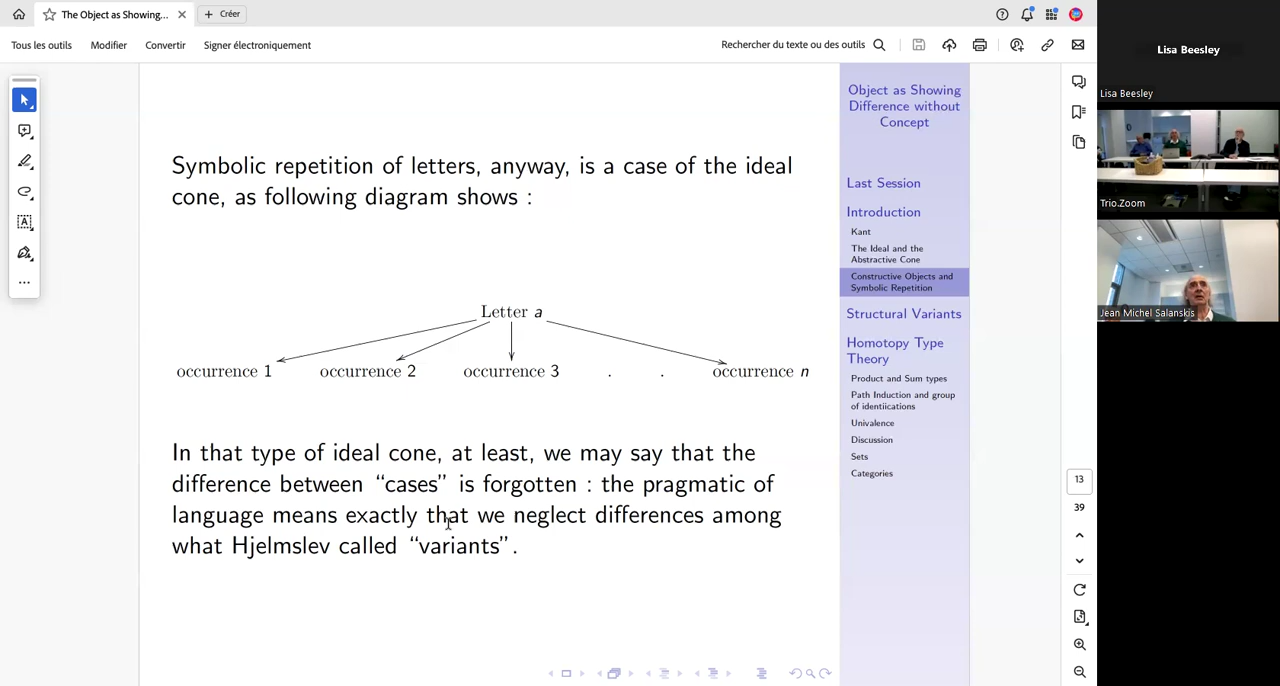 The Object as Showing...
Créer
Tous les outils
Modifier
Convertir
Signer électroniquement
Rechercher du texte ou des outils
Symbolic repetition of letters, anyway, is a case of the ideal
cone, as following diagram shows :
Letter a
occurrence 1
occurrence 2
occurrence 3
.
.
occurrence n
In that type of ideal cone, at least, we may say that the
difference between “cases” is forgotten : the pragmatic of
language means exactly that we neglect differences among
what Hjelmslev called “variants”.
Object as Showing
Difference without
Concept
Last Session
Introduction
Kant
The Ideal and the
Abstractive Cone
Constructive Objects and
Symbolic Repetition
Structural Variants
Homotopy Type
Theory
Product and Sum types
Path Induction and group
of identiications
Univalence
Discussion
Sets
Categories
13
39
Lisa Beesley
Lisa Beesley
Trio.Zoom
Jean Michel Salanskis